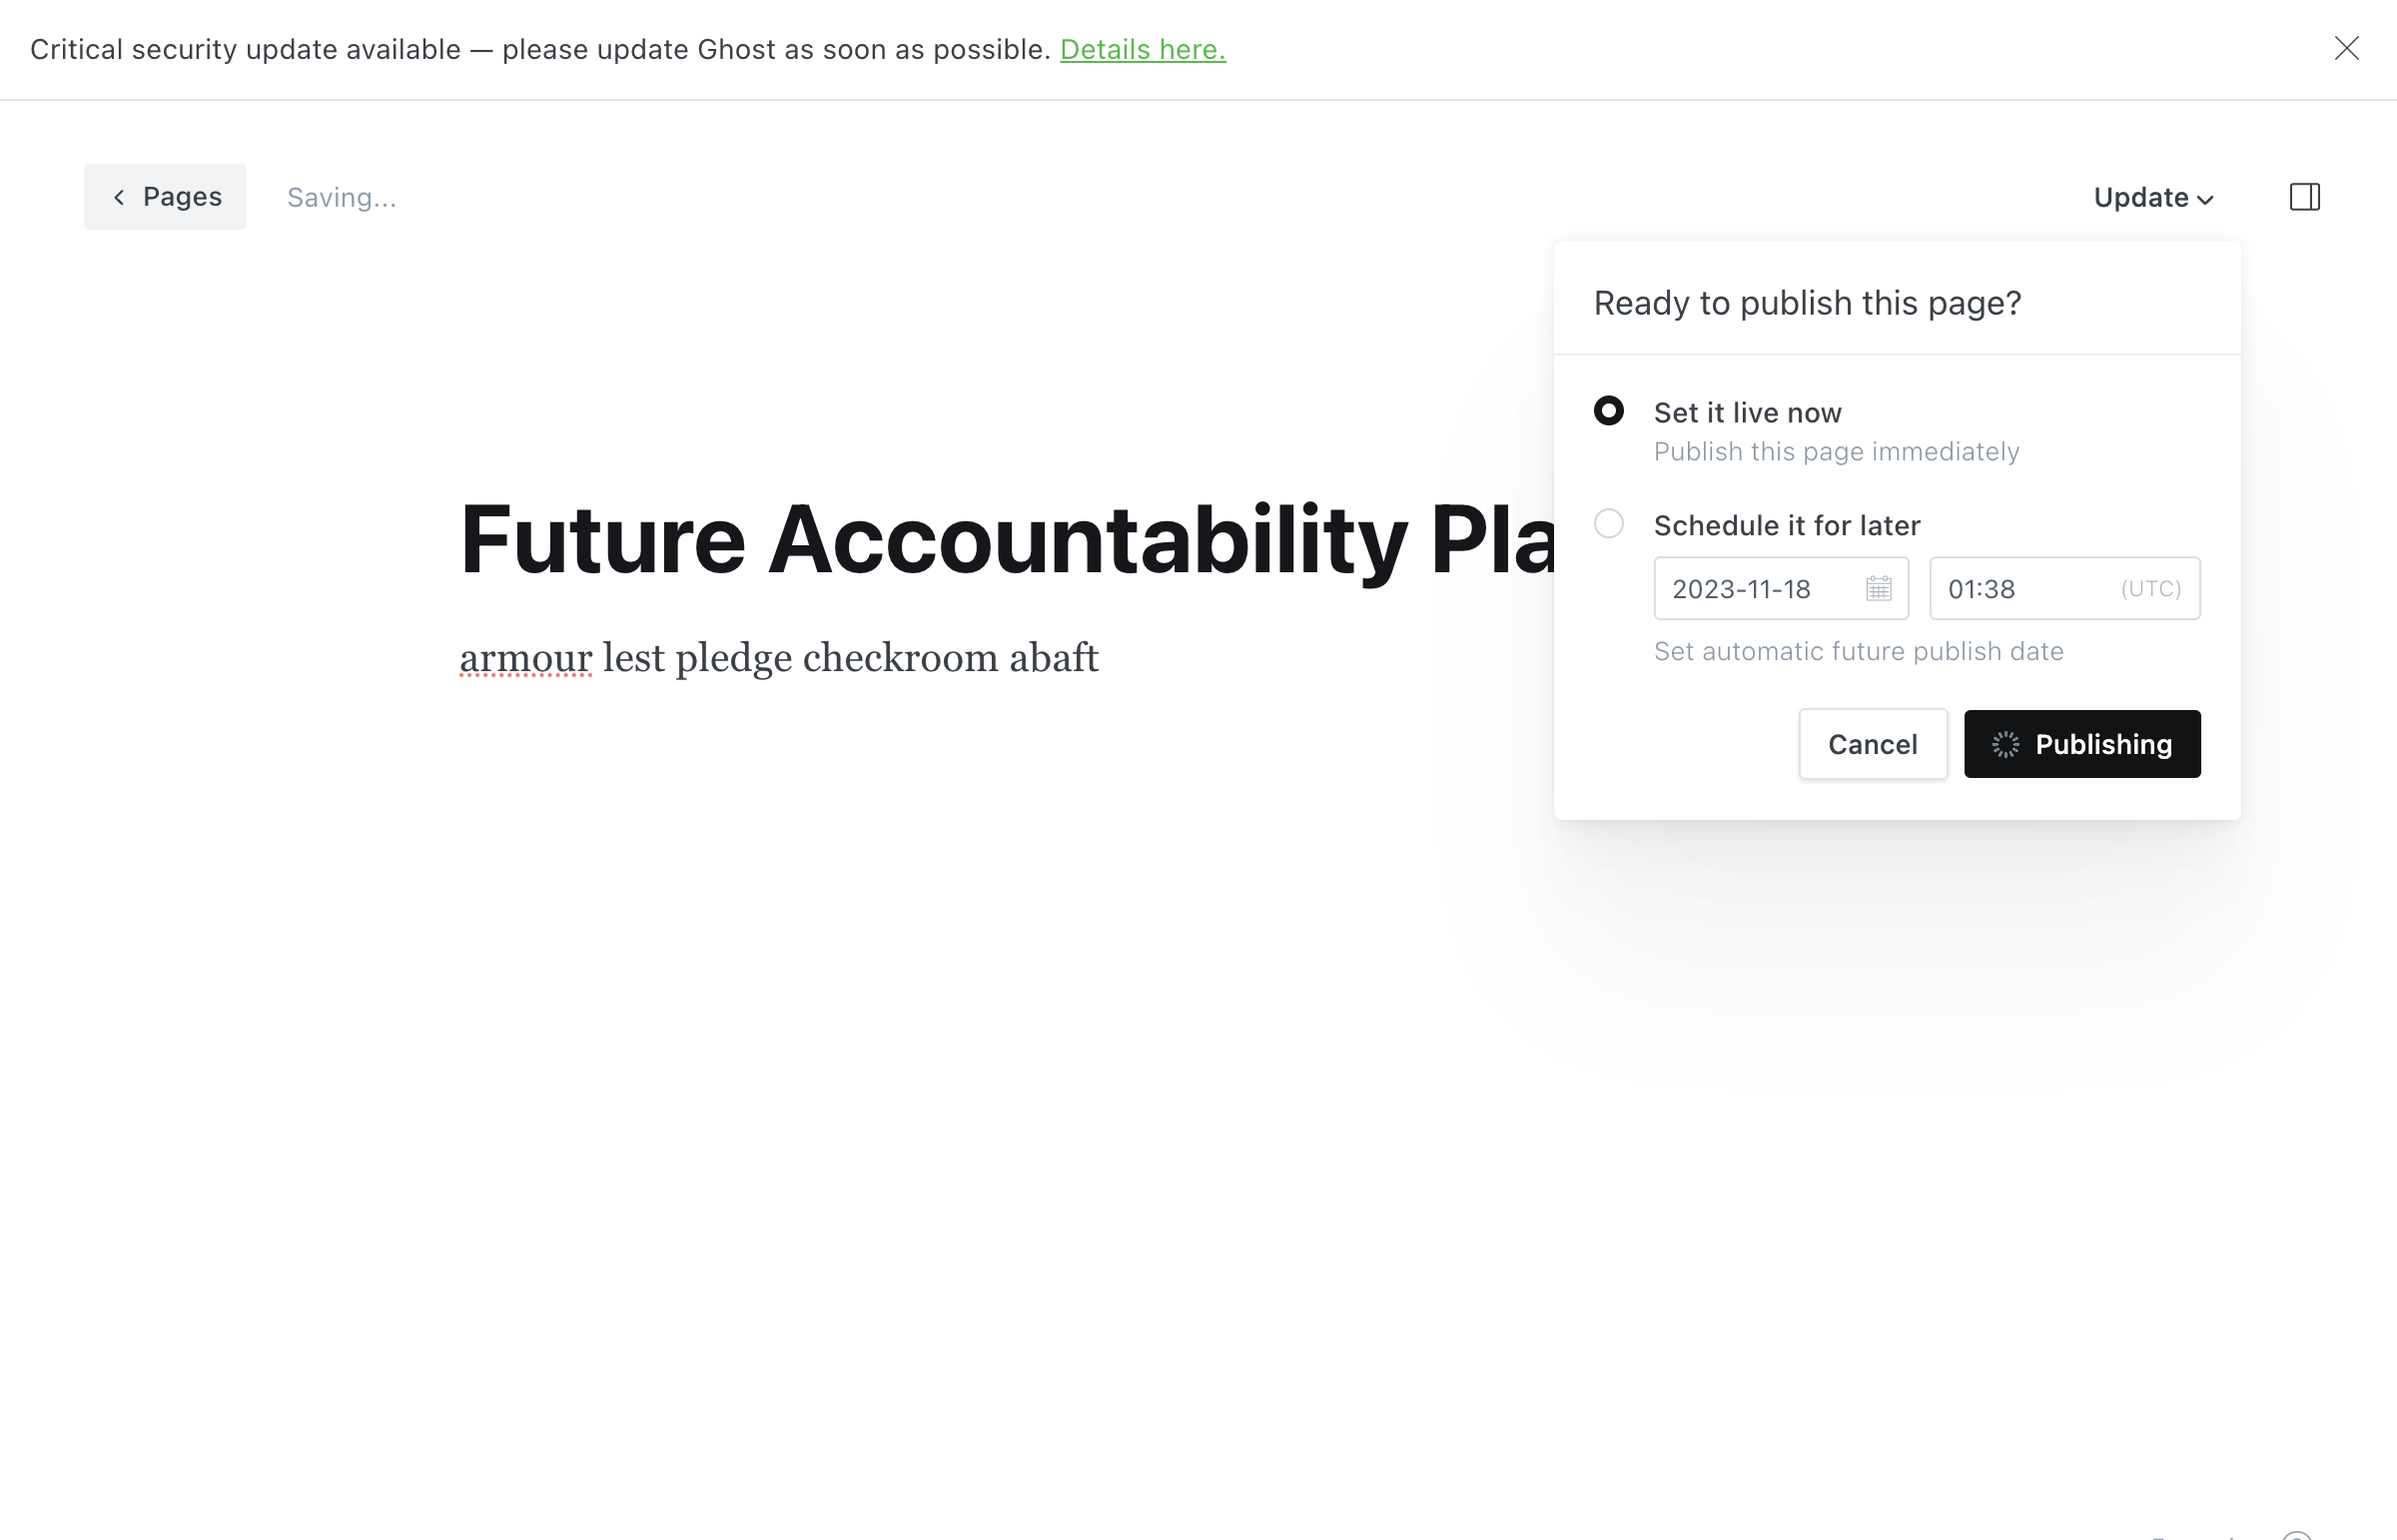 Critical security update available — please update Ghost as soon as possible. Details here.
Pages
Saving...
Update
Ready to publish this page?
Set it live now
Publish this page immediately
Schedule it for later
2023-11-18
01:38 (UTC)
Set automatic future publish date
Cancel
Publishing
Future Accountability Pla
armour lest pledge checkroom abaft